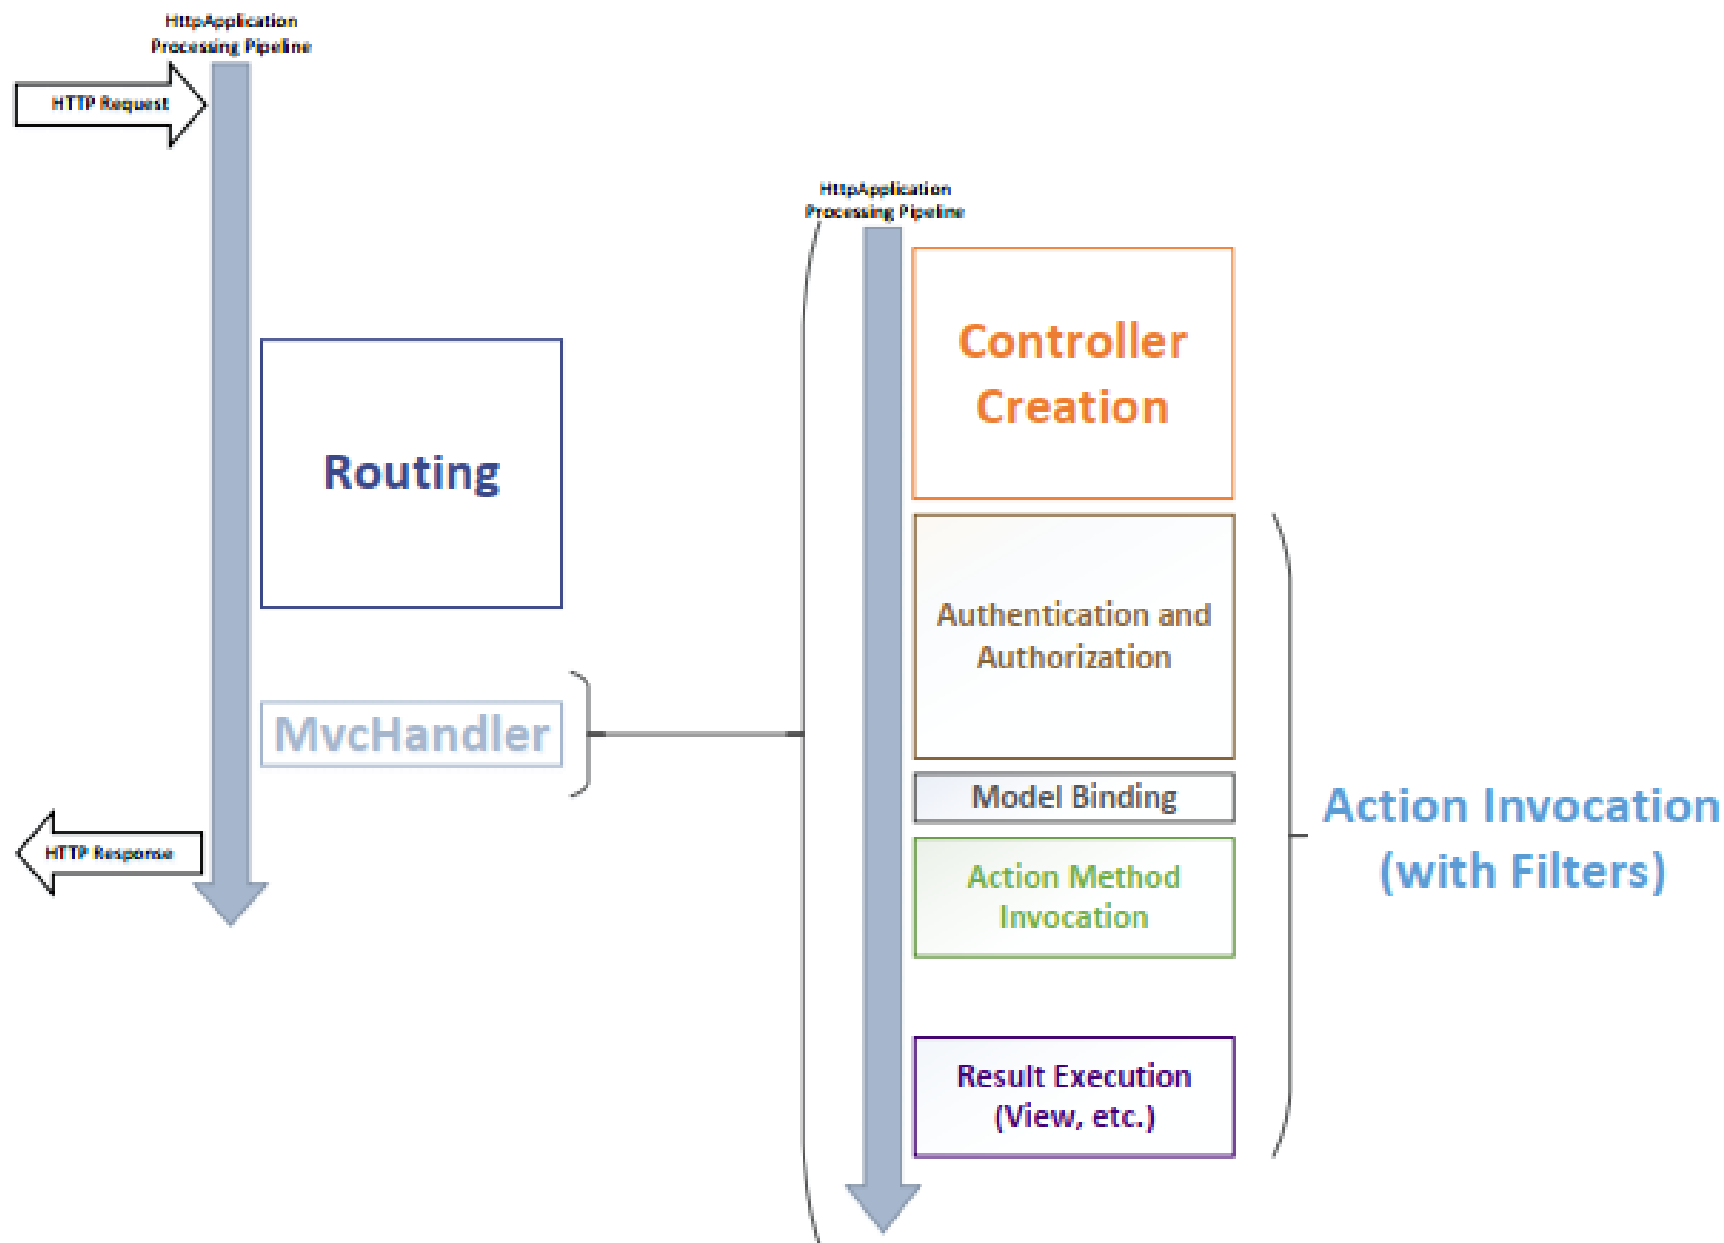 HttpApplication
Processing Pipeline
HTTP Request
HttpApplication
Processing Pipeline
Controller
Creation
Routing
Authentication and
Authorization
MvcHandler
Model Binding
Action Invocation
(with Filters)
HTTP Response
Action Method
Invocation
Result Execution
(View, etc.)